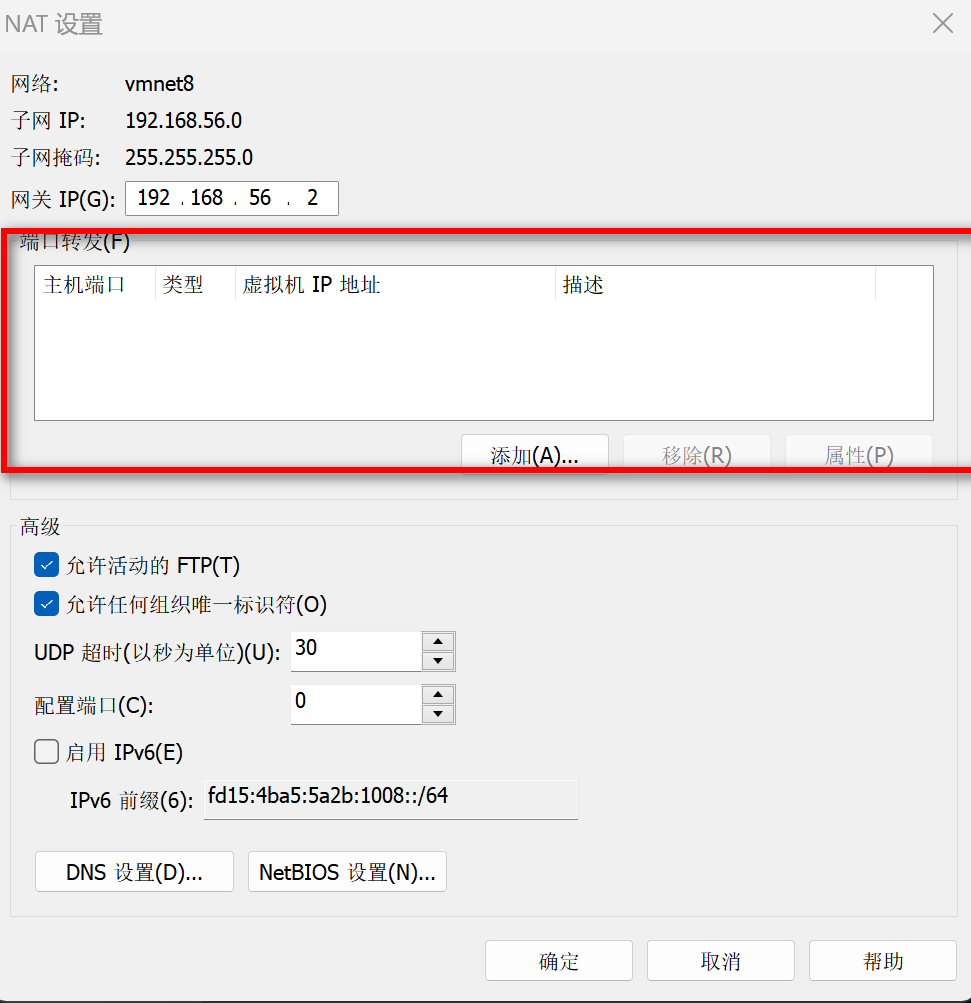 NAT 设置
网络: vmnet8
子网 IP: 192.168.56.0
子网掩码: 255.255.255.0
网关 IP(G): 192 . 168 . 56 . 2
端口转发(F)
主机端口 类型 虚拟机 IP 地址 描述
添加(A)... 移除(R) 属性(P)
高级
允许活动的 FTP(T)
允许任何组织唯一标识符(O)
UDP 超时(以秒为单位)(U): 30
配置端口(C): 0
启用 IPv6(E)
IPv6 前缀(6): fd15:4ba5:5a2b:1008::/64
DNS 设置(D)... NetBIOS 设置(N)...
确定 取消 帮助